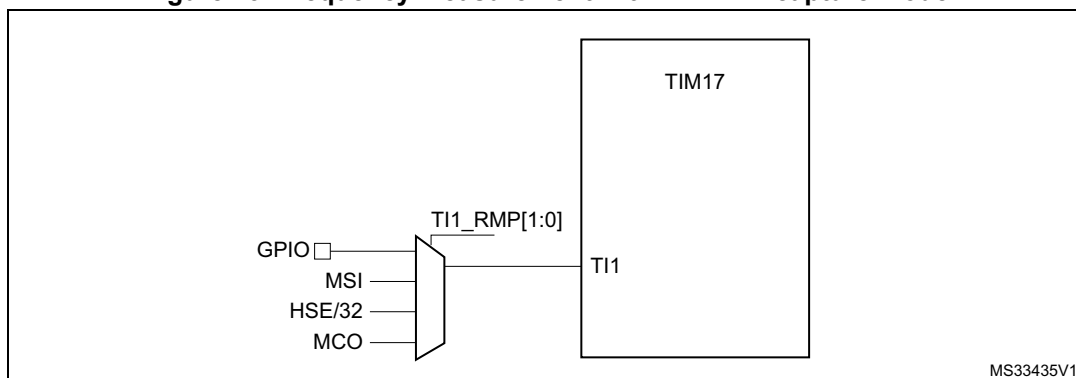 TIM17
TI1_RMP[1:0]
GPIO
TI1
MSI
HSE/32
MCO
MS33435V1